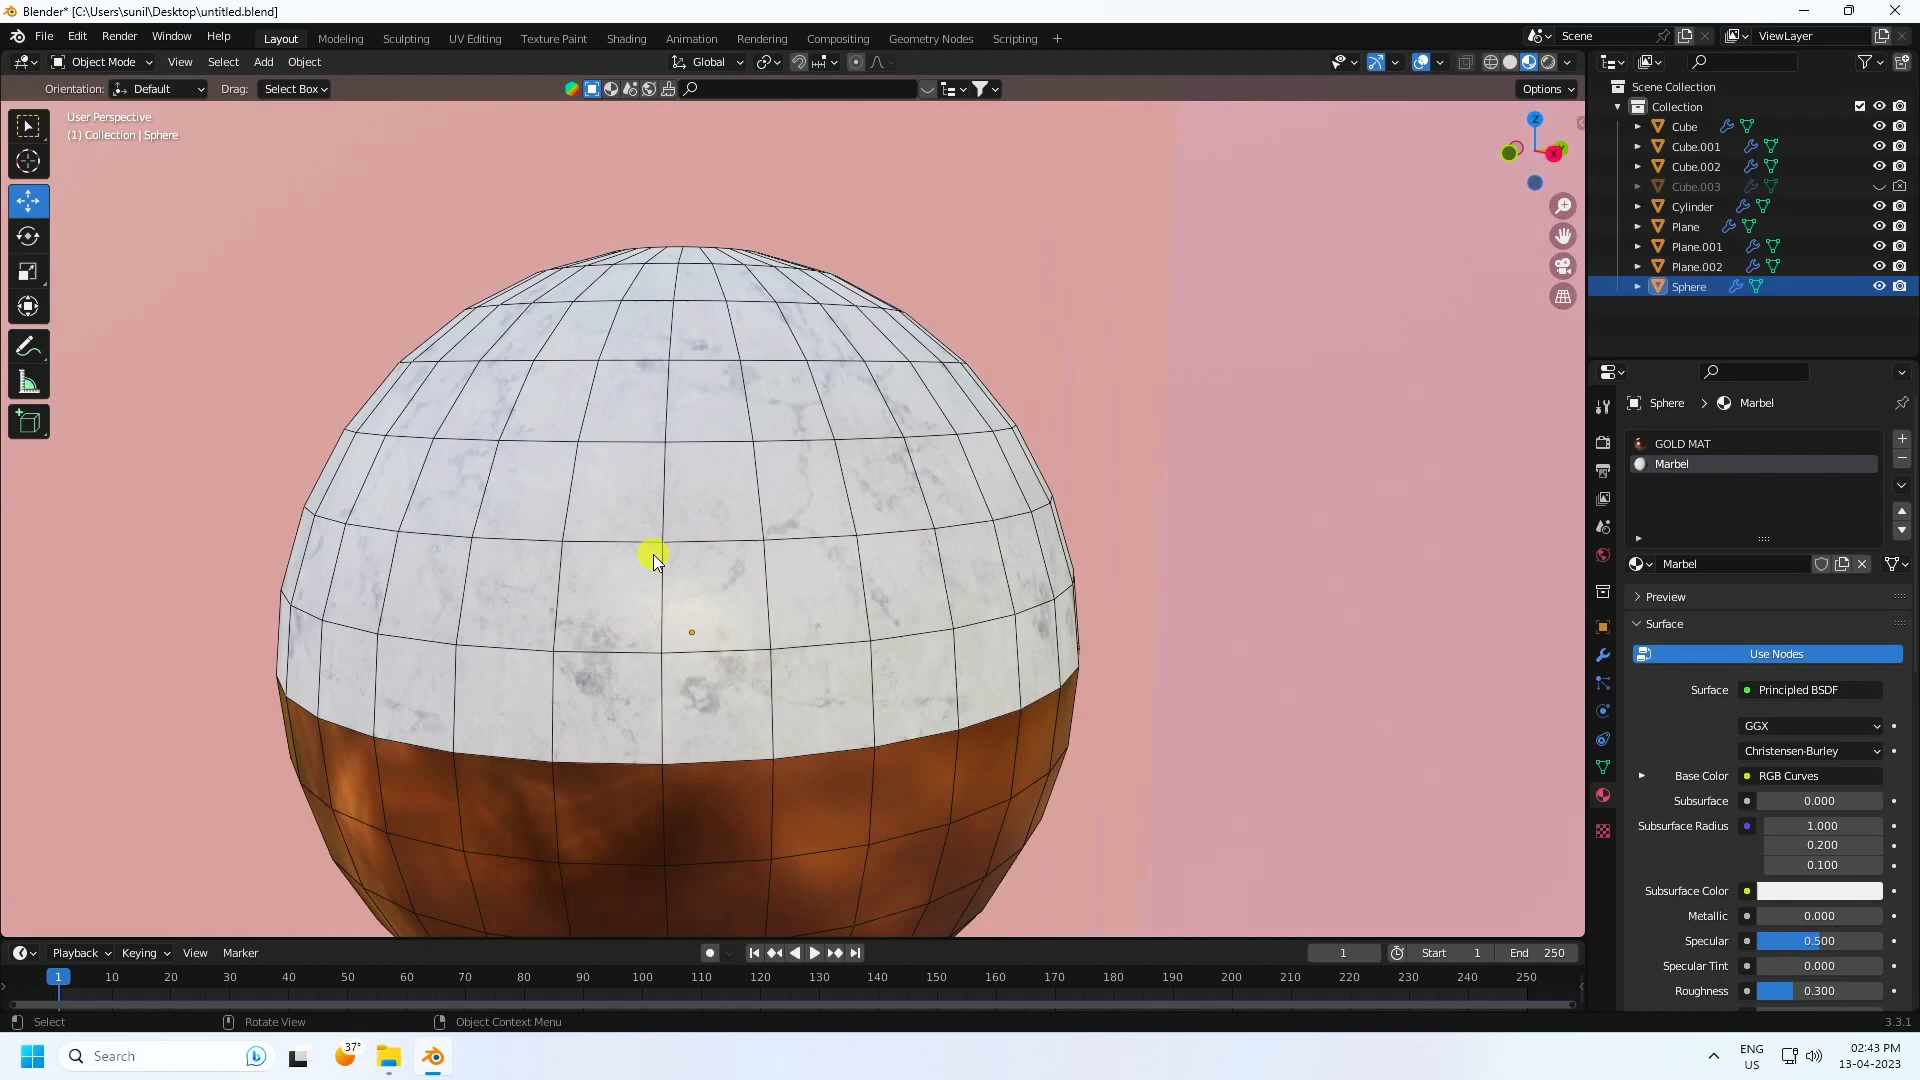 Blender* [C:\Users\sunil\Desktop\untitled.blend]
File Edit Render Window Help Layout Modeling Sculpting UV Editing Texture Paint Shading Animation Rendering Compositing Geometry Nodes Scripting + Scene ViewLayer
Object Mode View Select Add Object Global
Orientation: Default Drag: Select Box Options
User Perspective
(1) Collection | Sphere
Z
X
Y
Scene Collection
Collection
Cube
Cube.001
Cube.002
Cube.003
Cylinder
Plane
Plane.001
Plane.002
Sphere
Sphere > Marbel
GOLD MAT
Marbel
Marbel
Preview
Surface
Use Nodes
Surface Principled BSDF
GGX
Christensen-Burley
Base Color RGB Curves
Subsurface 0.000
Subsurface Radius 1.000
0.200
0.100
Subsurface Color
Metallic 0.000
Specular 0.500
Specular Tint 0.000
Roughness 0.300
Playback Keying View Marker 1 Start 1 End 250
1 10 20 30 40 50 60 70 80 90 100 110 120 130 140 150 160 170 180 190 200 210 220 230 240 250
Select Rotate View Object Context Menu 3.3.1
Search 37° ENG US 02:43 PM 13-04-2023